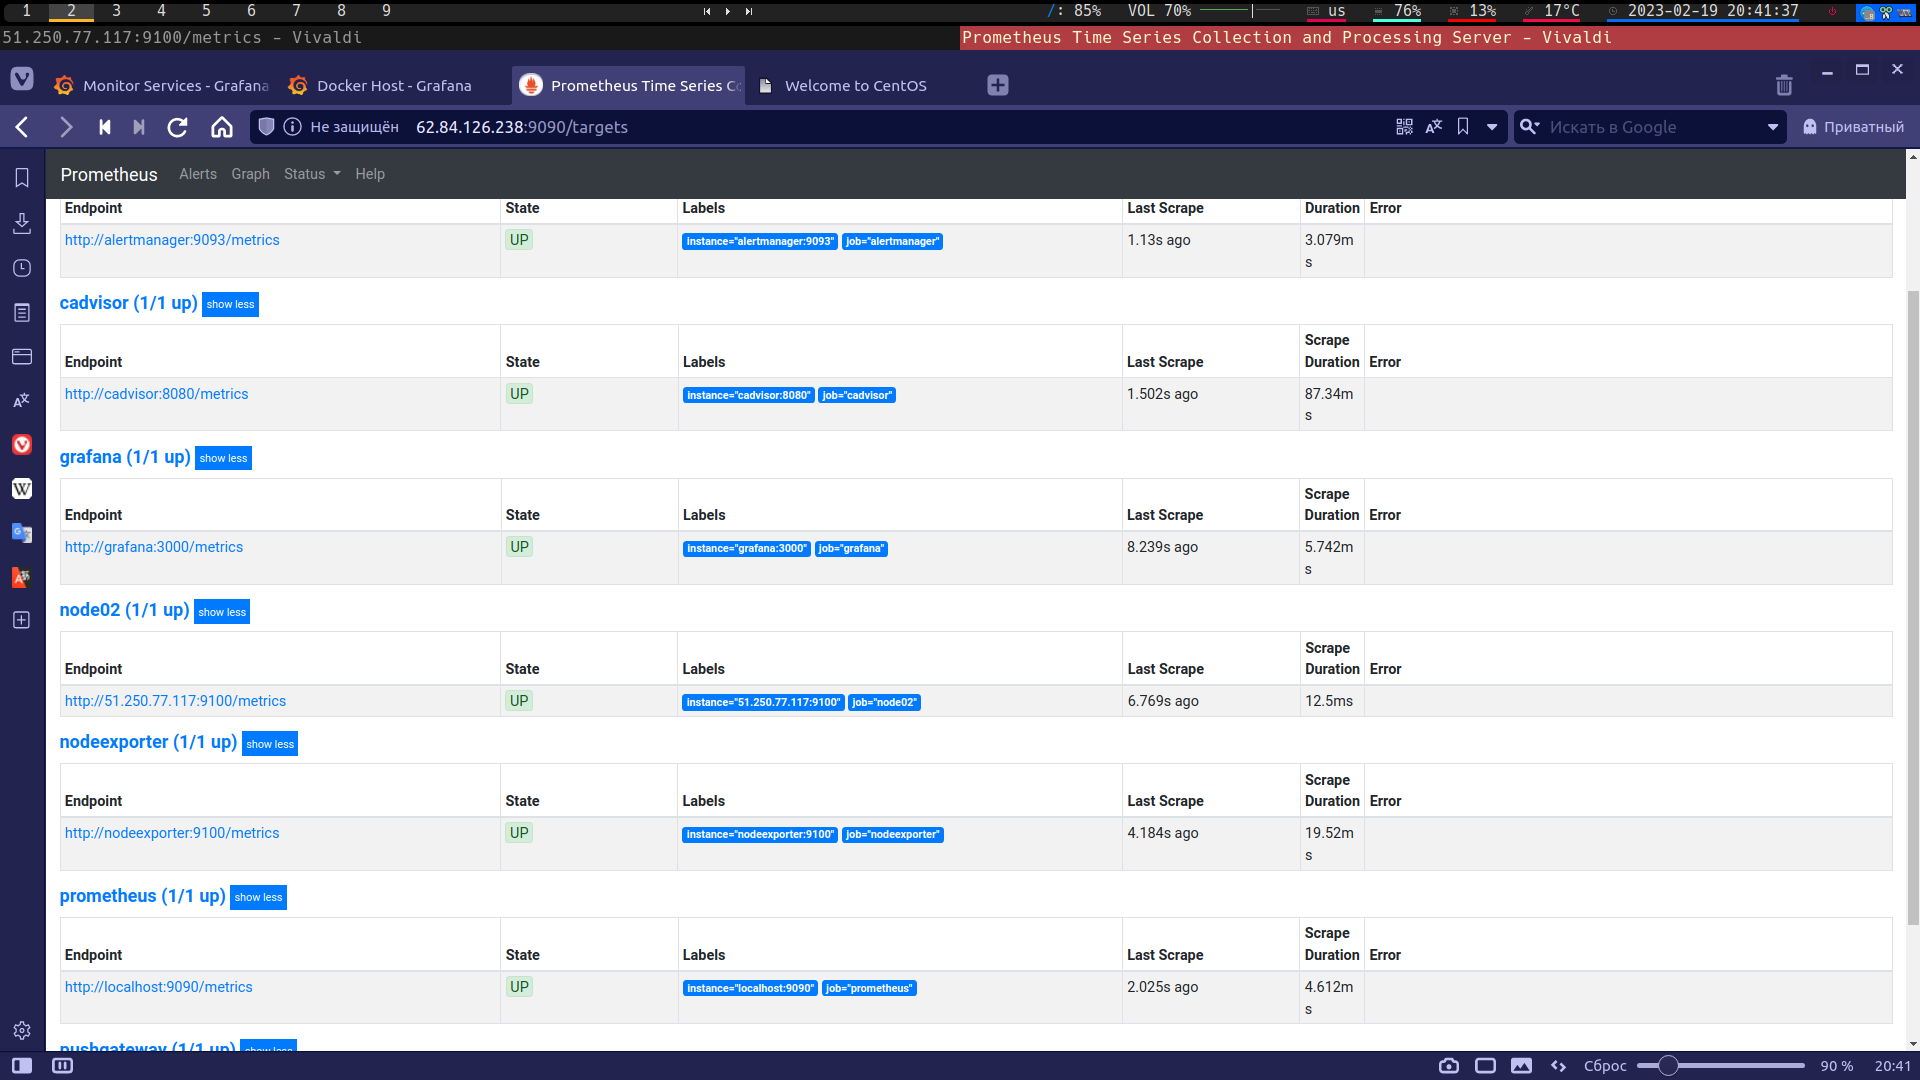 1 2 3 4 5 6 7 8 9 /: 85% VOL 70% us 76% 13% 17°C 2023-02-19 20:41:37
51.250.77.117:9100/metrics - Vivaldi Prometheus Time Series Collection and Processing Server - Vivaldi
Monitor Services - Grafana Docker Host - Grafana Prometheus Time Series Co Welcome to CentOS
Не защищён 62.84.126.238:9090/targets Искать в Google Приватный
Prometheus Alerts Graph Status Help
Endpoint State Labels Last Scrape Duration Error
http://alertmanager:9093/metrics UP instance="alertmanager:9093" job="alertmanager" 1.13s ago 3.079m
s
cadvisor (1/1 up) show less
Scrape
Endpoint State Labels Last Scrape Duration Error
http://cadvisor:8080/metrics UP instance="cadvisor:8080" job="cadvisor" 1.502s ago 87.34m
s
grafana (1/1 up) show less
Scrape
Endpoint State Labels Last Scrape Duration Error
http://grafana:3000/metrics UP instance="grafana:3000" job="grafana" 8.239s ago 5.742m
s
node02 (1/1 up) show less
Scrape
Endpoint State Labels Last Scrape Duration Error
http://51.250.77.117:9100/metrics UP instance="51.250.77.117:9100" job="node02" 6.769s ago 12.5ms
nodeexporter (1/1 up) show less
Scrape
Endpoint State Labels Last Scrape Duration Error
http://nodeexporter:9100/metrics UP instance="nodeexporter:9100" job="nodeexporter" 4.184s ago 19.52m
s
prometheus (1/1 up) show less
Scrape
Endpoint State Labels Last Scrape Duration Error
http://localhost:9090/metrics UP instance="localhost:9090" job="prometheus" 2.025s ago 4.612m
s
pushgateway (1/1 up) show less
Сброс 90 % 20:41